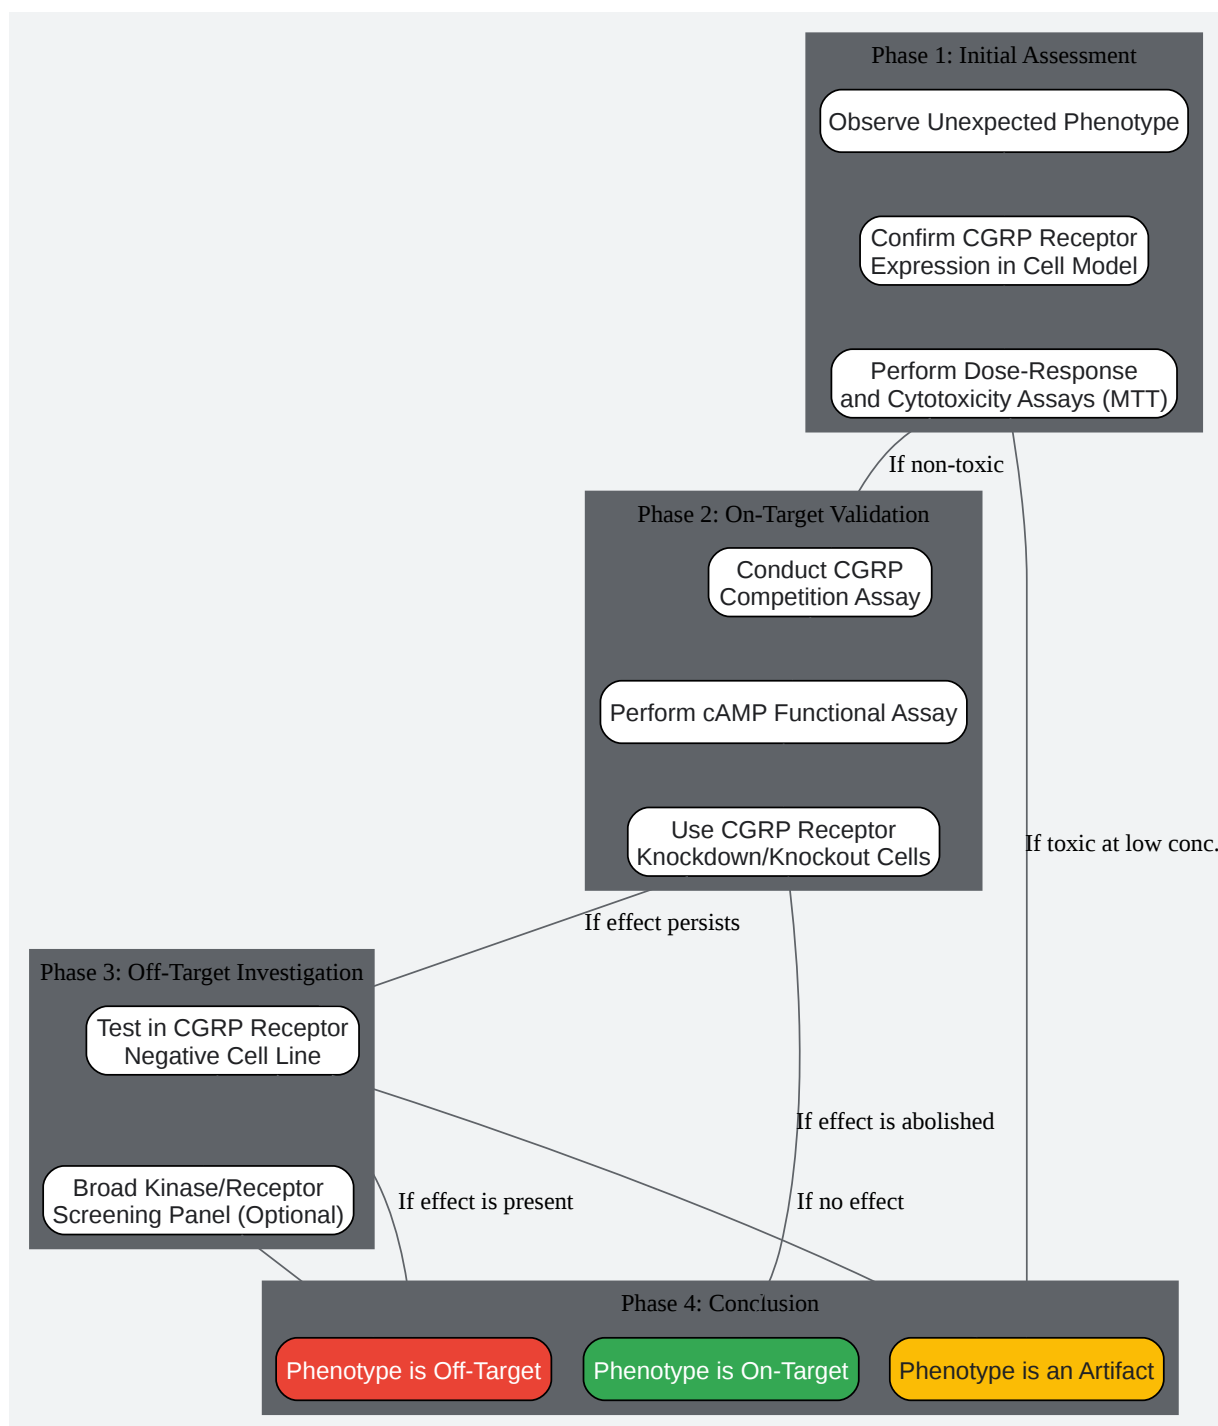 Phase 1: Initial Assessment
Observe Unexpected Phenotype
Confirm CGRP Receptor
Expression in Cell Model
Perform Dose-Response
and Cytotoxicity Assays (MTT)
If non-toxic
Phase 2: On-Target Validation
Conduct CGRP
Competition Assay
Perform cAMP Functional Assay
Use CGRP Receptor
Knockdown/Knockout Cells
If toxic at low conc.
If effect persists
Phase 3: Off-Target Investigation
Test in CGRP Receptor
Negative Cell Line
If effect is abolished
Broad Kinase/Receptor
Screening Panel (Optional)
If effect is present
If no effect
Phase 4: Conclusion
Phenotype is Off-Target
Phenotype is On-Target
Phenotype is an Artifact